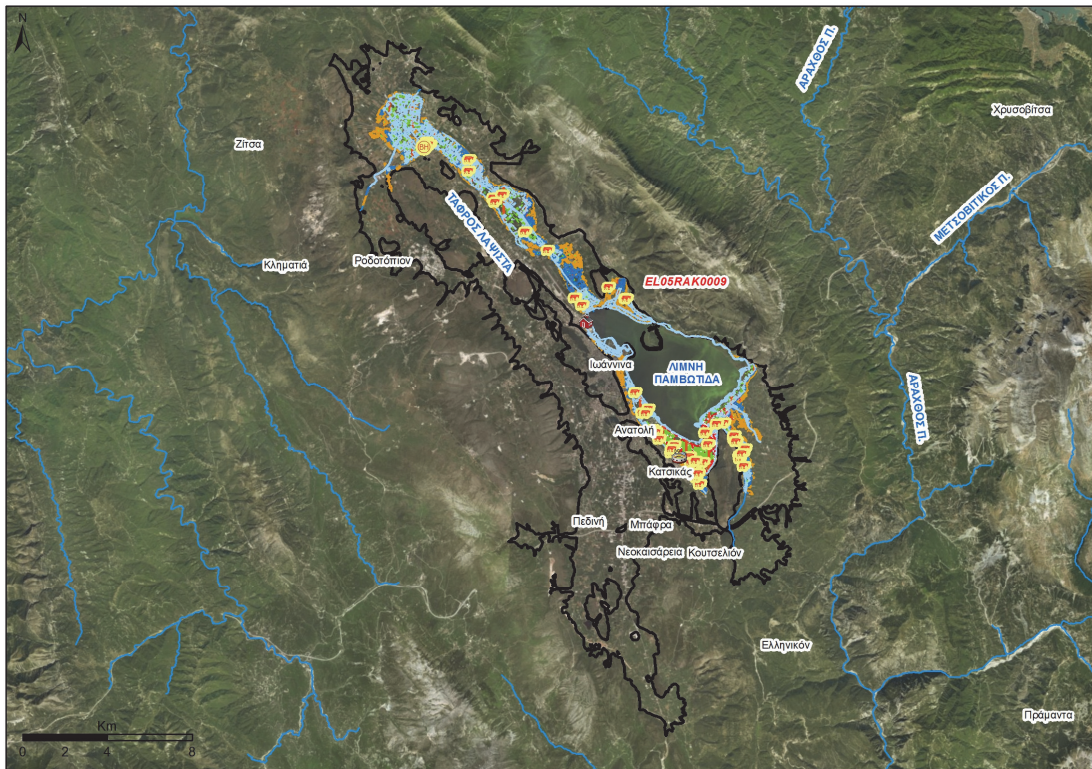 N
ΑΡΑΧΘΟΣ Π.
Χρυσοβίτσα
Ζίτσα
ΒΗ
ΜΕΤΣΟΒΙΤΙΚΟΣ Π.
ΤΑΦΡΟΣ ΛΑΨΙΣΤΑ
Κληματιά
Ροδοτόπιον
EL05RAK0009
Ιωάννινα
ΛΙΜΝΗ
ΠΑΜΒΩΤΙΔΑ
ΑΡΑΧΘΟΣ Π.
Ανατολή
Κατσικάς
Πεδινή
Μπάφρα
Νεοκαισάρεια
Κουτσελιόν
Ελληνικόν
Πράμαντα
Km
0 2 4 8